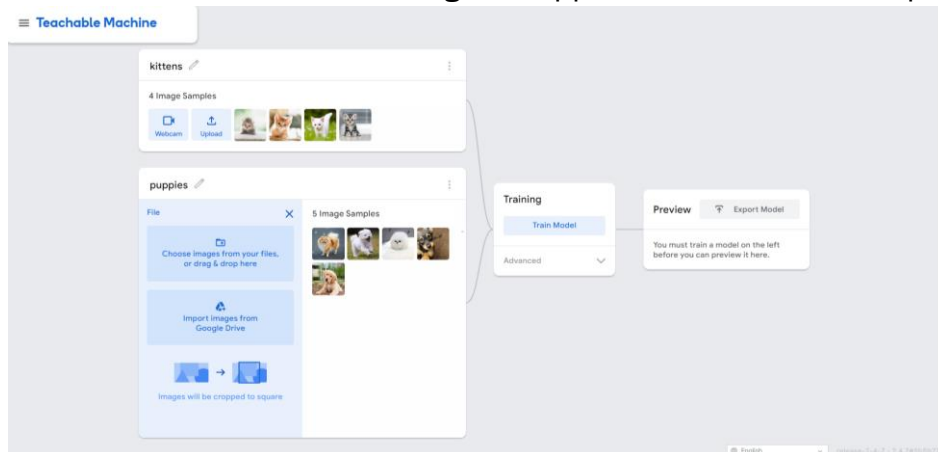 Teachable Machine
kittens
4 Image Samples
Webcam
Upload
puppies
File
Choose images from your files,
or drag & drop here
Import images from
Google Drive
Images will be cropped to square
5 Image Samples
Training
Train Model
Advanced
Preview
Export Model
You must train a model on the left
before you can preview it here.
English